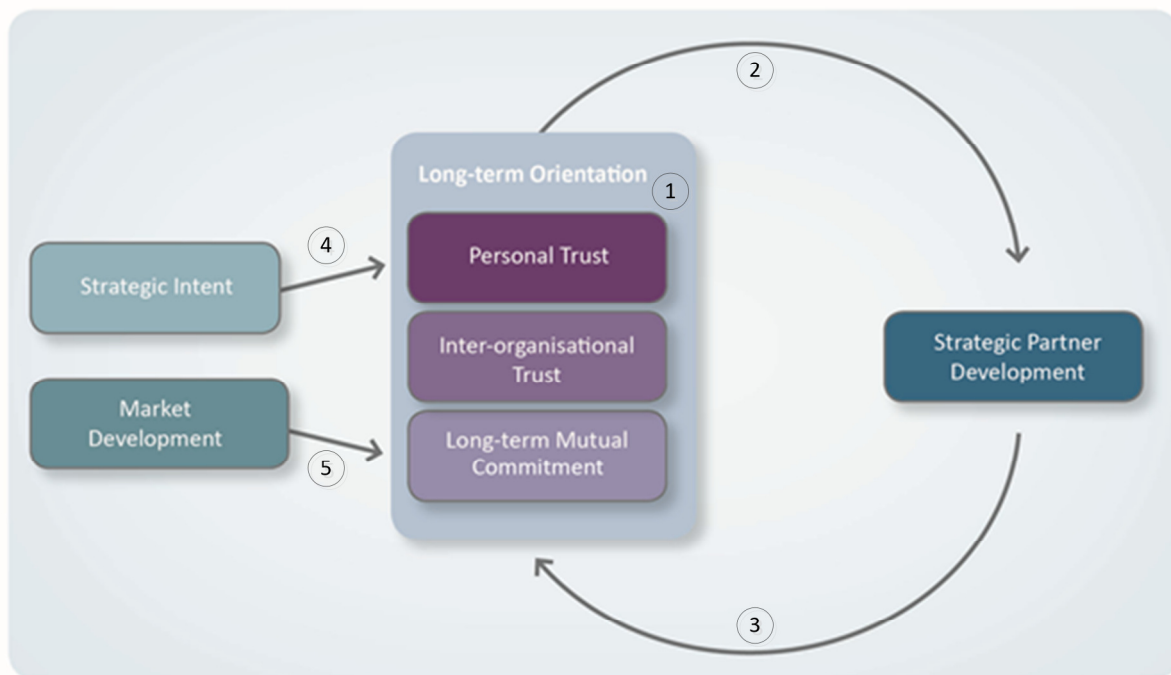 2
Long-term Orientation
1
Personal Trust
4
Strategic Intent
Inter-organisational
Trust
Strategic Partner
Development
Market
Development
Long-term Mutual
Commitment
5
3